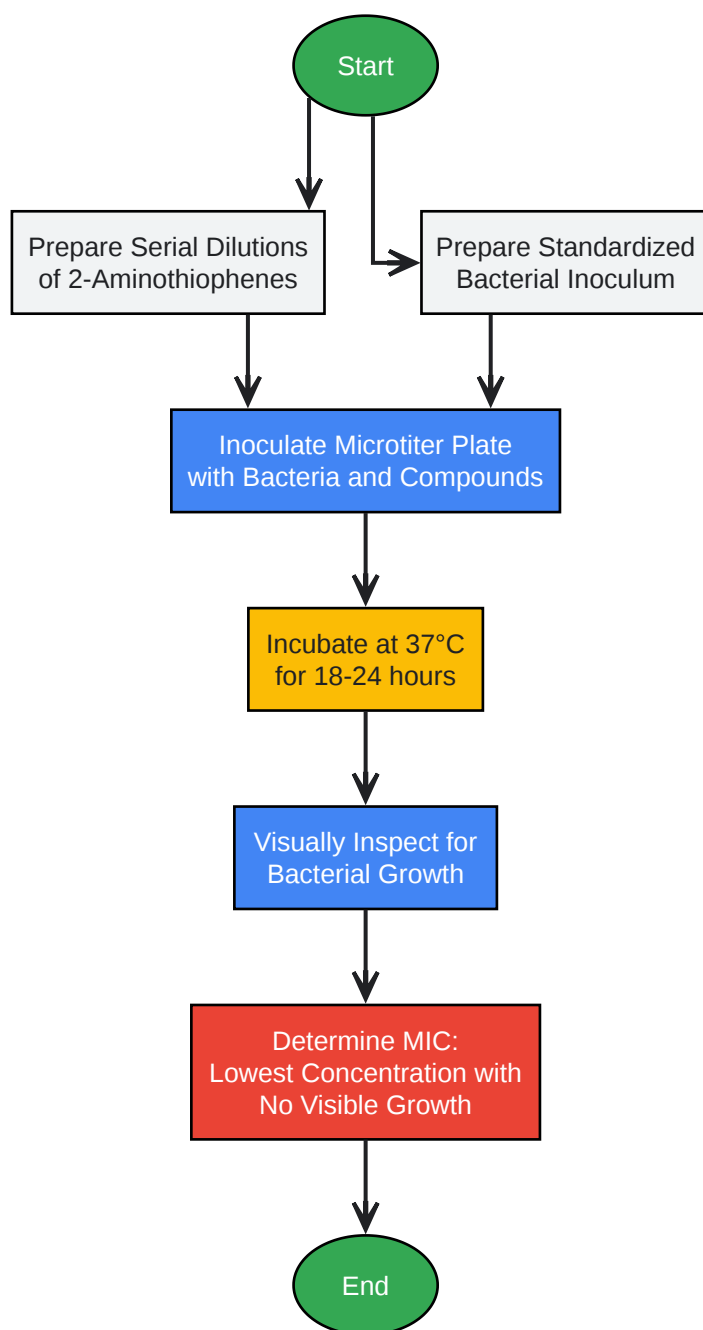 Start
Prepare Serial Dilutions
of 2-Aminothiophenes
Prepare Standardized
Bacterial Inoculum
Inoculate Microtiter Plate
with Bacteria and Compounds
Incubate at 37°C
for 18-24 hours
Visually Inspect for
Bacterial Growth
Determine MIC:
Lowest Concentration with
No Visible Growth
End